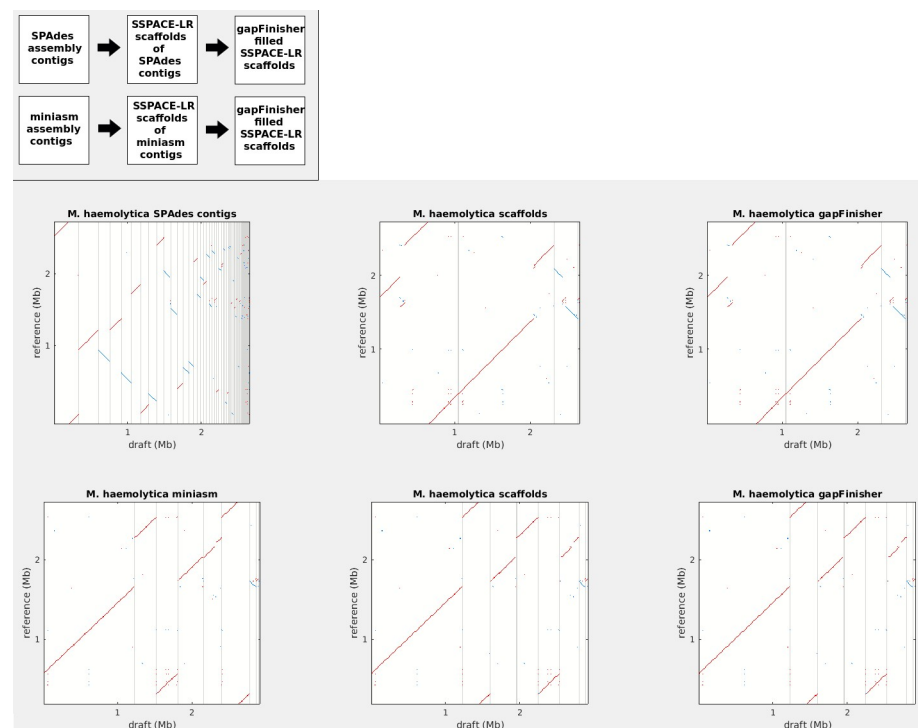 SPAdes
assembly
contigs
SSPACE-LR
scaffolds
of
SPAdes
contigs
gapFinisher
filled
SSPACE-LR
scaffolds
miniasm
assembly
contigs
SSPACE-LR
scaffolds
of
miniasm
contigs
gapFinisher
filled
SSPACE-LR
scaffolds
M. haemolytica SPAdes contigs
reference (Mb)
2
1
1
2
draft (Mb)
M. haemolytica scaffolds
reference (Mb)
2
1
1
2
draft (Mb)
M. haemolytica gapFinisher
reference (Mb)
2
1
1
2
draft (Mb)
M. haemolytica miniasm
reference (Mb)
2
1
1
2
draft (Mb)
M. haemolytica scaffolds
reference (Mb)
2
1
1
2
draft (Mb)
M. haemolytica gapFinisher
reference (Mb)
2
1
1
2
draft (Mb)